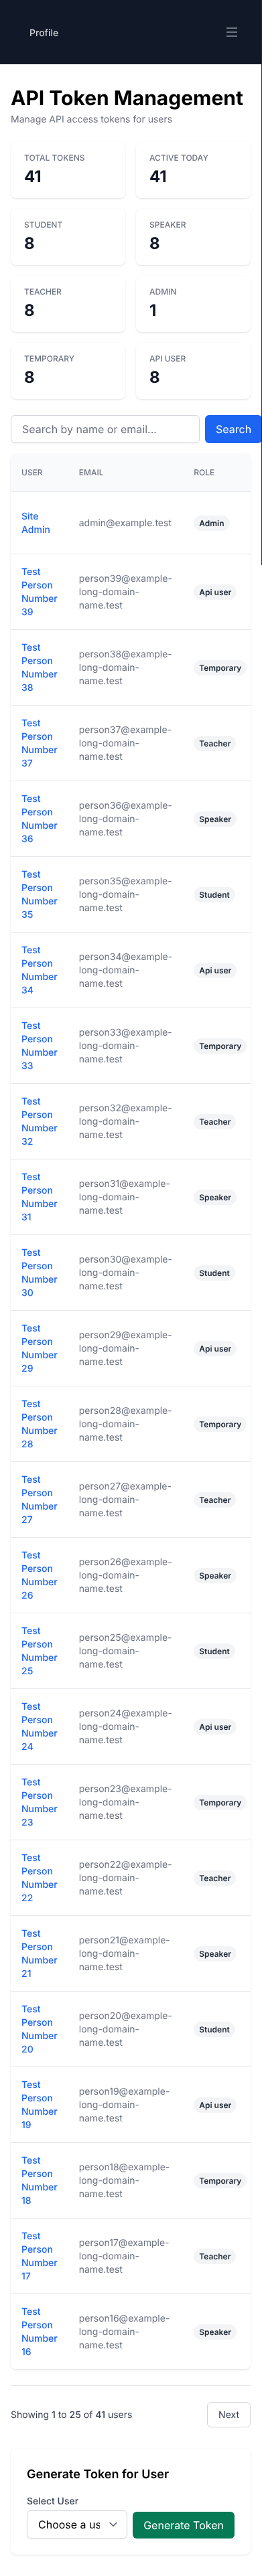 Profile
API Token Management
Manage API access tokens for users
TOTAL TOKENS
41
ACTIVE TODAY
41
STUDENT
8
SPEAKER
8
TEACHER
8
ADMIN
1
TEMPORARY
8
API USER
8
Search by name or email...
Search
USER EMAIL ROLE
Site
Admin
admin@example.test
Admin
Test
Person
Number
39
person39@example-
long-domain-
name.test
Api user
Test
Person
Number
38
person38@example-
long-domain-
name.test
Temporary
Test
Person
Number
37
person37@example-
long-domain-
name.test
Teacher
Test
Person
Number
36
person36@example-
long-domain-
name.test
Speaker
Test
Person
Number
35
person35@example-
long-domain-
name.test
Student
Test
Person
Number
34
person34@example-
long-domain-
name.test
Api user
Test
Person
Number
33
person33@example-
long-domain-
name.test
Temporary
Test
Person
Number
32
person32@example-
long-domain-
name.test
Teacher
Test
Person
Number
31
person31@example-
long-domain-
name.test
Speaker
Test
Person
Number
30
person30@example-
long-domain-
name.test
Student
Test
Person
Number
29
person29@example-
long-domain-
name.test
Api user
Test
Person
Number
28
person28@example-
long-domain-
name.test
Temporary
Test
Person
Number
27
person27@example-
long-domain-
name.test
Teacher
Test
Person
Number
26
person26@example-
long-domain-
name.test
Speaker
Test
Person
Number
25
person25@example-
long-domain-
name.test
Student
Test
Person
Number
24
person24@example-
long-domain-
name.test
Api user
Test
Person
Number
23
person23@example-
long-domain-
name.test
Temporary
Test
Person
Number
22
person22@example-
long-domain-
name.test
Teacher
Test
Person
Number
21
person21@example-
long-domain-
name.test
Speaker
Test
Person
Number
20
person20@example-
long-domain-
name.test
Student
Test
Person
Number
19
person19@example-
long-domain-
name.test
Api user
Test
Person
Number
18
person18@example-
long-domain-
name.test
Temporary
Test
Person
Number
17
person17@example-
long-domain-
name.test
Teacher
Test
Person
Number
16
person16@example-
long-domain-
name.test
Speaker
Showing 1 to 25 of 41 users
Next
Generate Token for User
Select User
Choose a us
Generate Token